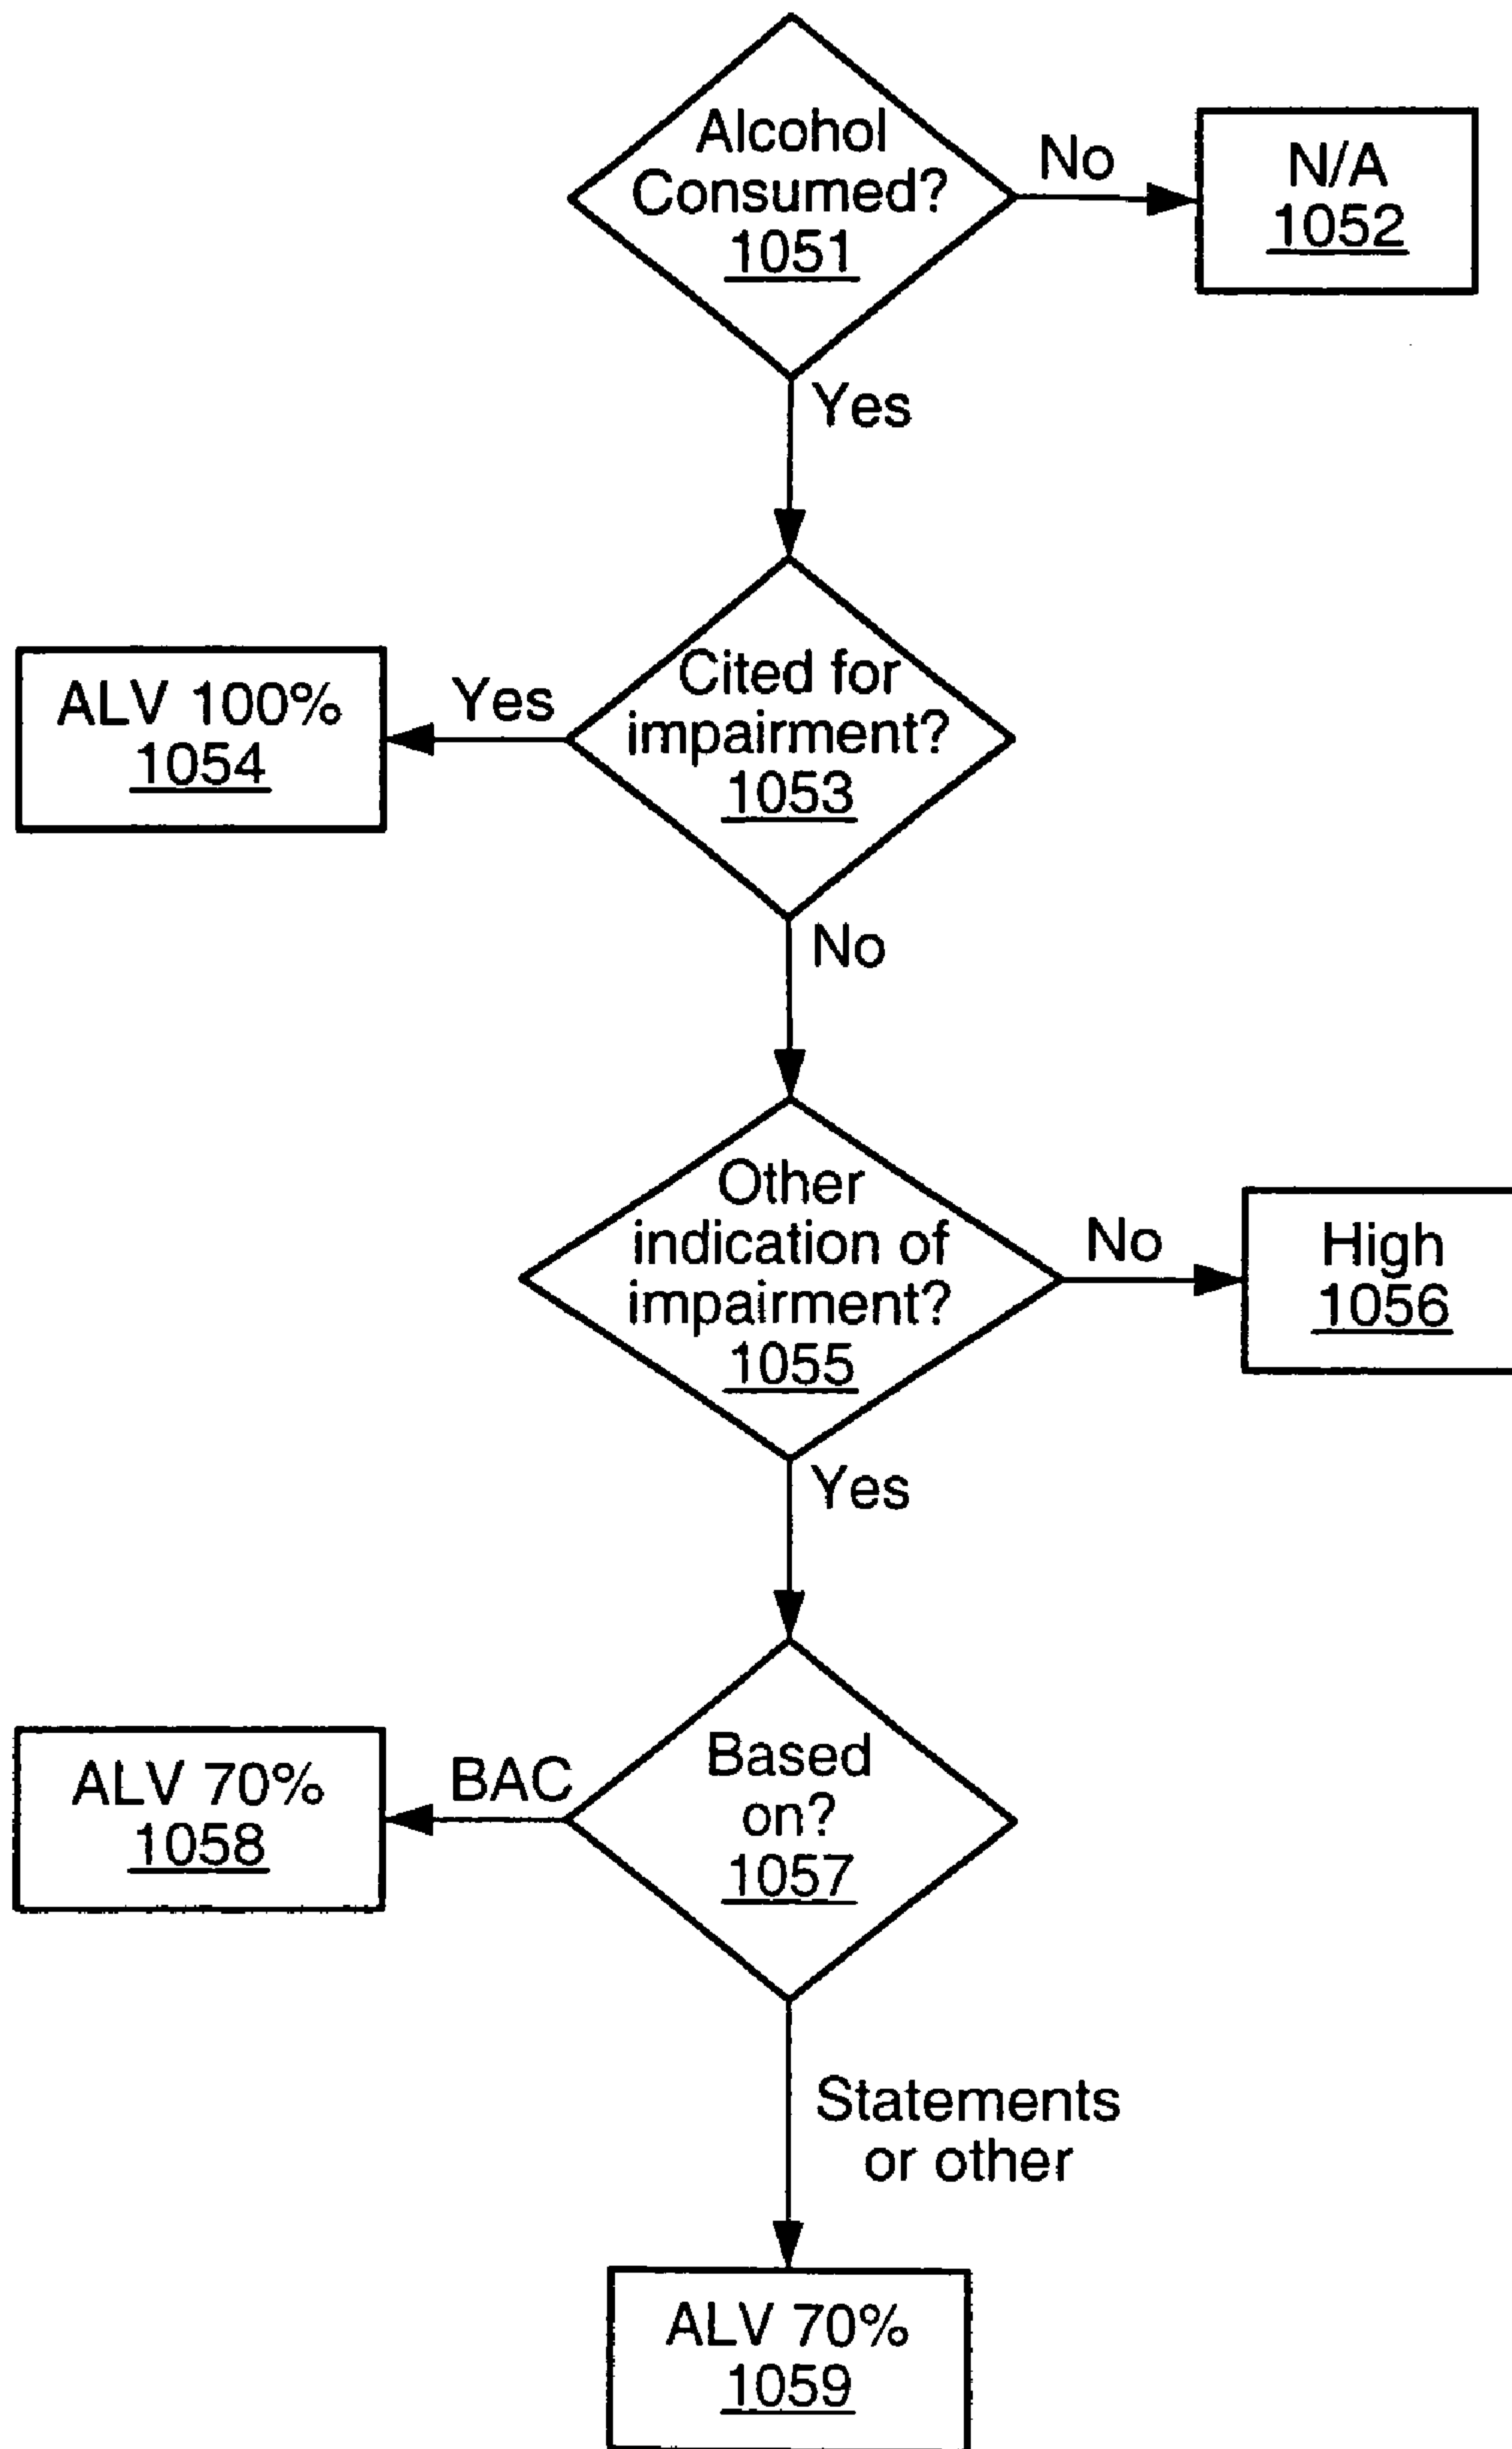 Alcohol
Consumed?
1051
No
N/A
1052
Yes
Cited for
impairment?
1053
Yes
ALV 100%
1054
No
Other
indication of
impairment?
1055
No
High
1056
Yes
Based
on?
1057
BAC
ALV 70%
1058
Statements
or other
ALV 70%
1059